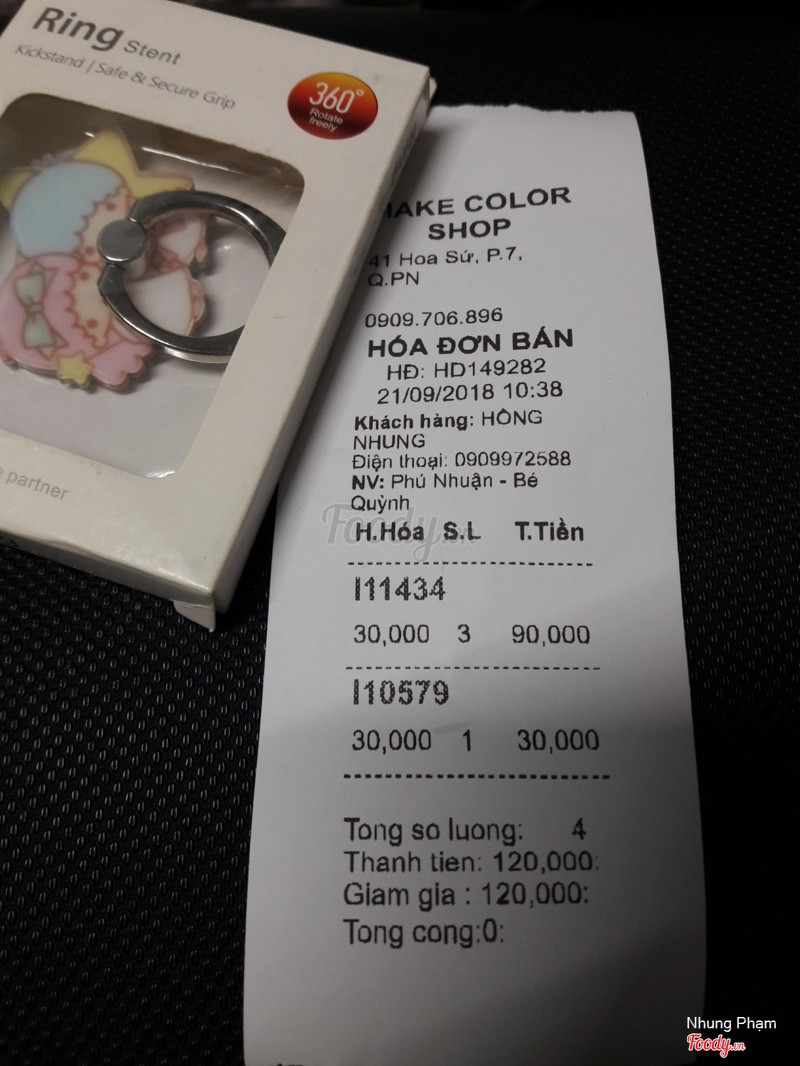 Ring Stent
Kickstand / Safe & Secure Grip
360°
Rotate
freely
partner
MAKE COLOR
SHOP
41 Hoa Sứ, P.7,
Q.PN
0909.706.896
HÓA ĐƠN BÁN
HĐ: HD149282
21/09/2018 10:38
Khách hàng: HỒNG
NHUNG
Điện thoại: 0909972588
NV: Phú Nhuận - Bé
Quỳnh
H.Hóa S.L T.Tiền
I11434
30,000 3 90,000
I10579
30,000 1 30,000
Tong so luong: 4
Thanh tien: 120,000:
Giam gia : 120,000:
Tong cong:0:
Foody.vn
Nhung Phạm
Foody.vn